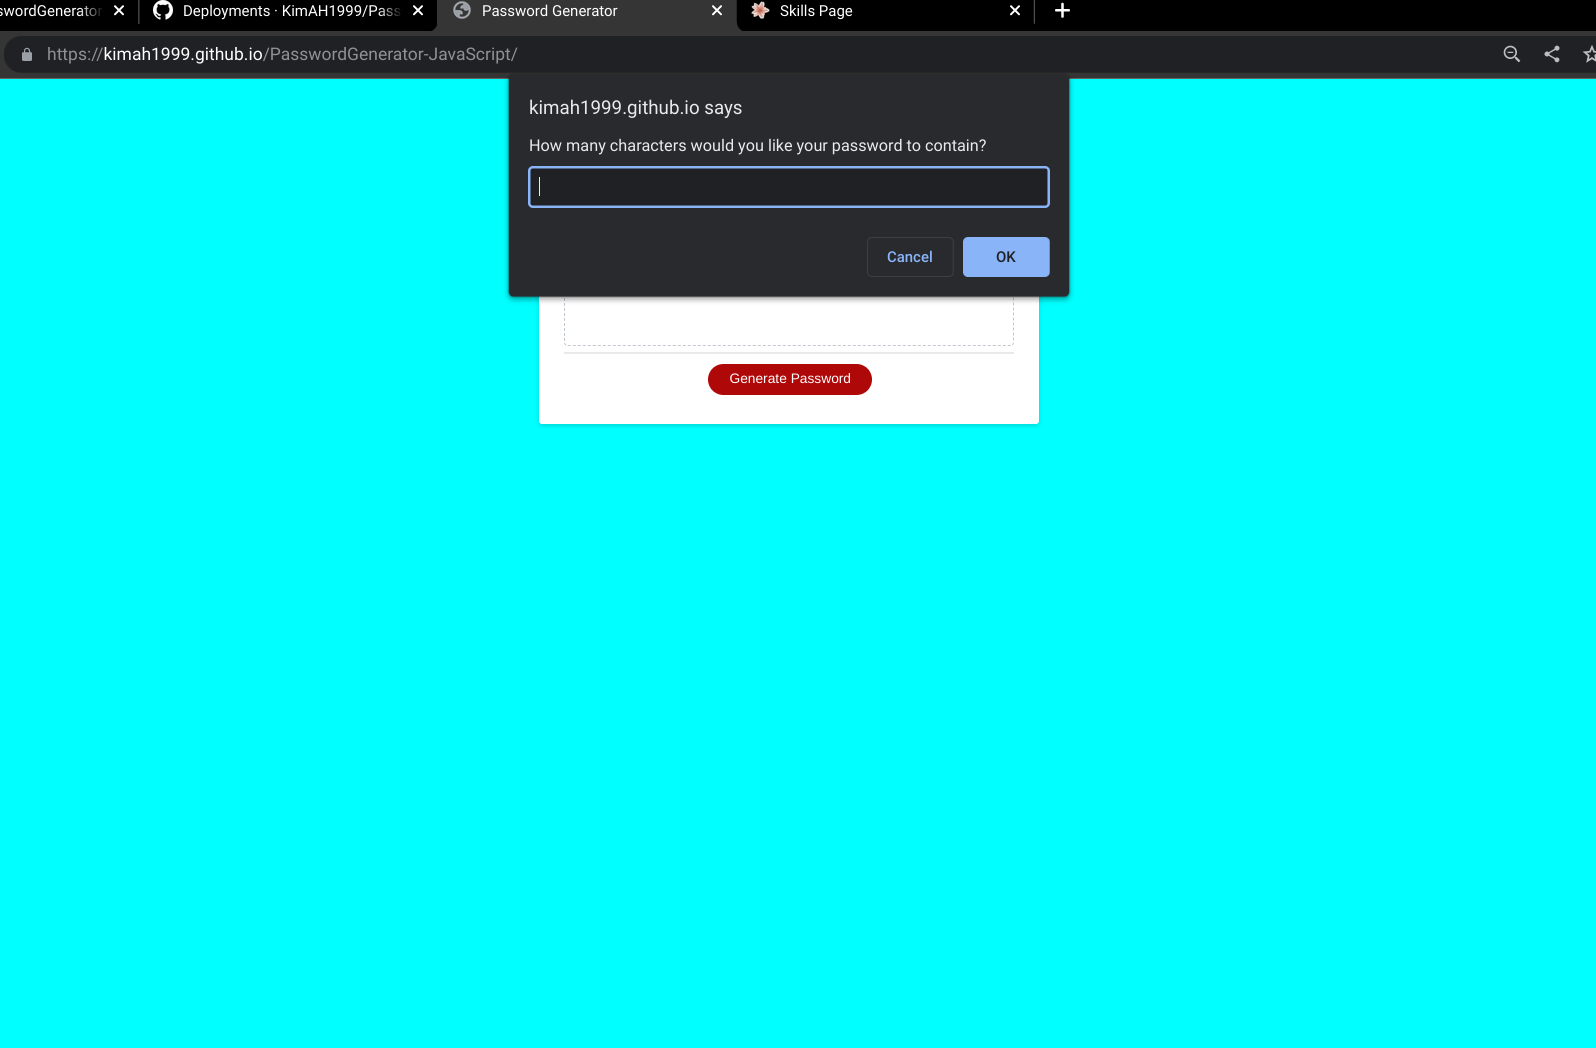 swordGenerator
Deployments · KimAH1999/Pass
Password Generator
Skills Page
https://kimah1999.github.io/PasswordGenerator-JavaScript/
kimah1999.github.io says
How many characters would you like your password to contain?
Cancel
OK
Generate Password